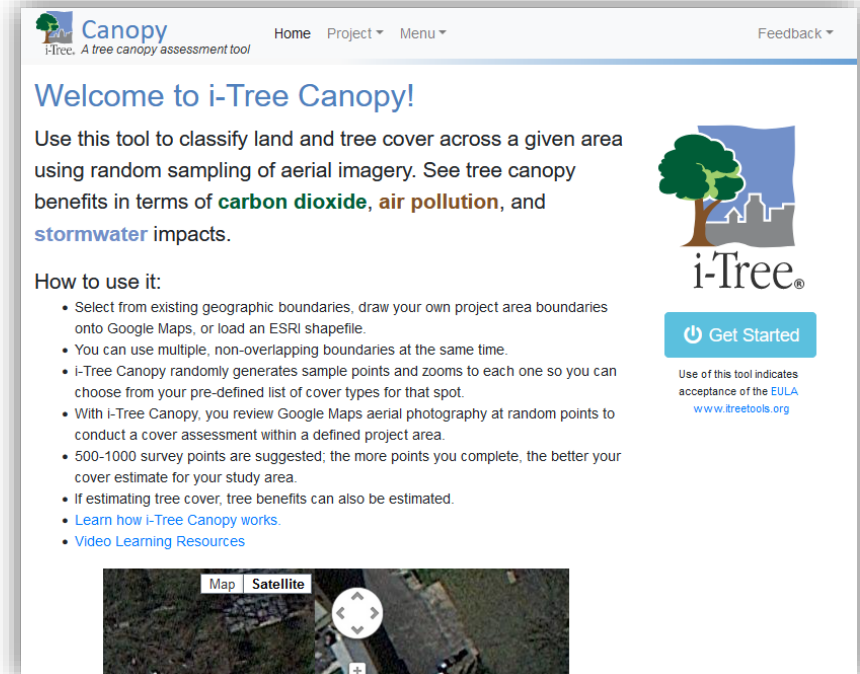 Canopy
i-Tree. A tree canopy assessment tool
Home Project Menu Feedback
Welcome to i-Tree Canopy!
Use this tool to classify land and tree cover across a given area
using random sampling of aerial imagery. See tree canopy
benefits in terms of carbon dioxide, air pollution, and
stormwater impacts.
How to use it:
• Select from existing geographic boundaries, draw your own project area boundaries
onto Google Maps, or load an ESRI shapefile.
• You can use multiple, non-overlapping boundaries at the same time.
• i-Tree Canopy randomly generates sample points and zooms to each one so you can
choose from your pre-defined list of cover types for that spot.
• With i-Tree Canopy, you review Google Maps aerial photography at random points to
conduct a cover assessment within a defined project area.
• 500-1000 survey points are suggested; the more points you complete, the better your
cover estimate for your study area.
• If estimating tree cover, tree benefits can also be estimated.
• Learn how i-Tree Canopy works.
• Video Learning Resources
i-Tree®
Get Started
Use of this tool indicates
acceptance of the EULA
www.itreetools.org
Map Satellite